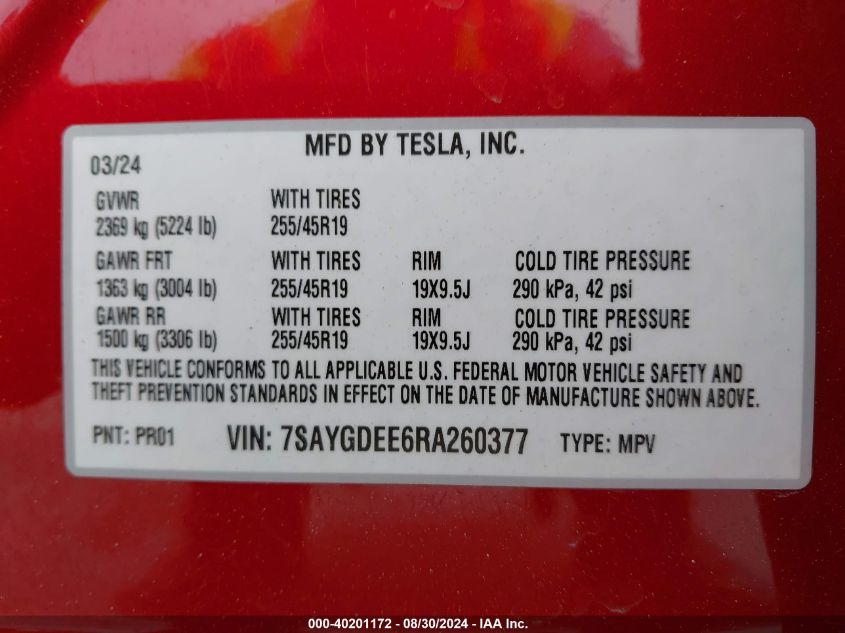 MFD BY TESLA, INC.
03/24
GVWR WITH TIRES
2369 kg (5224 lb) 255/45R19
GAWR FRT WITH TIRES RIM COLD TIRE PRESSURE
1363 kg (3004 lb) 255/45R19 19X9.5J 290 kPa, 42 psi
GAWR RR WITH TIRES RIM COLD TIRE PRESSURE
1500 kg (3306 lb) 255/45R19 19X9.5J 290 kPa, 42 psi
THIS VEHICLE CONFORMS TO ALL APPLICABLE U.S. FEDERAL MOTOR VEHICLE SAFETY AND
THEFT PREVENTION STANDARDS IN EFFECT ON THE DATE OF MANUFACTURE SHOWN ABOVE.
PNT: PR01 VIN: 7SAYGDEE6RA260377 TYPE: MPV
000-40201172 - 08/30/2024 - IAA Inc.